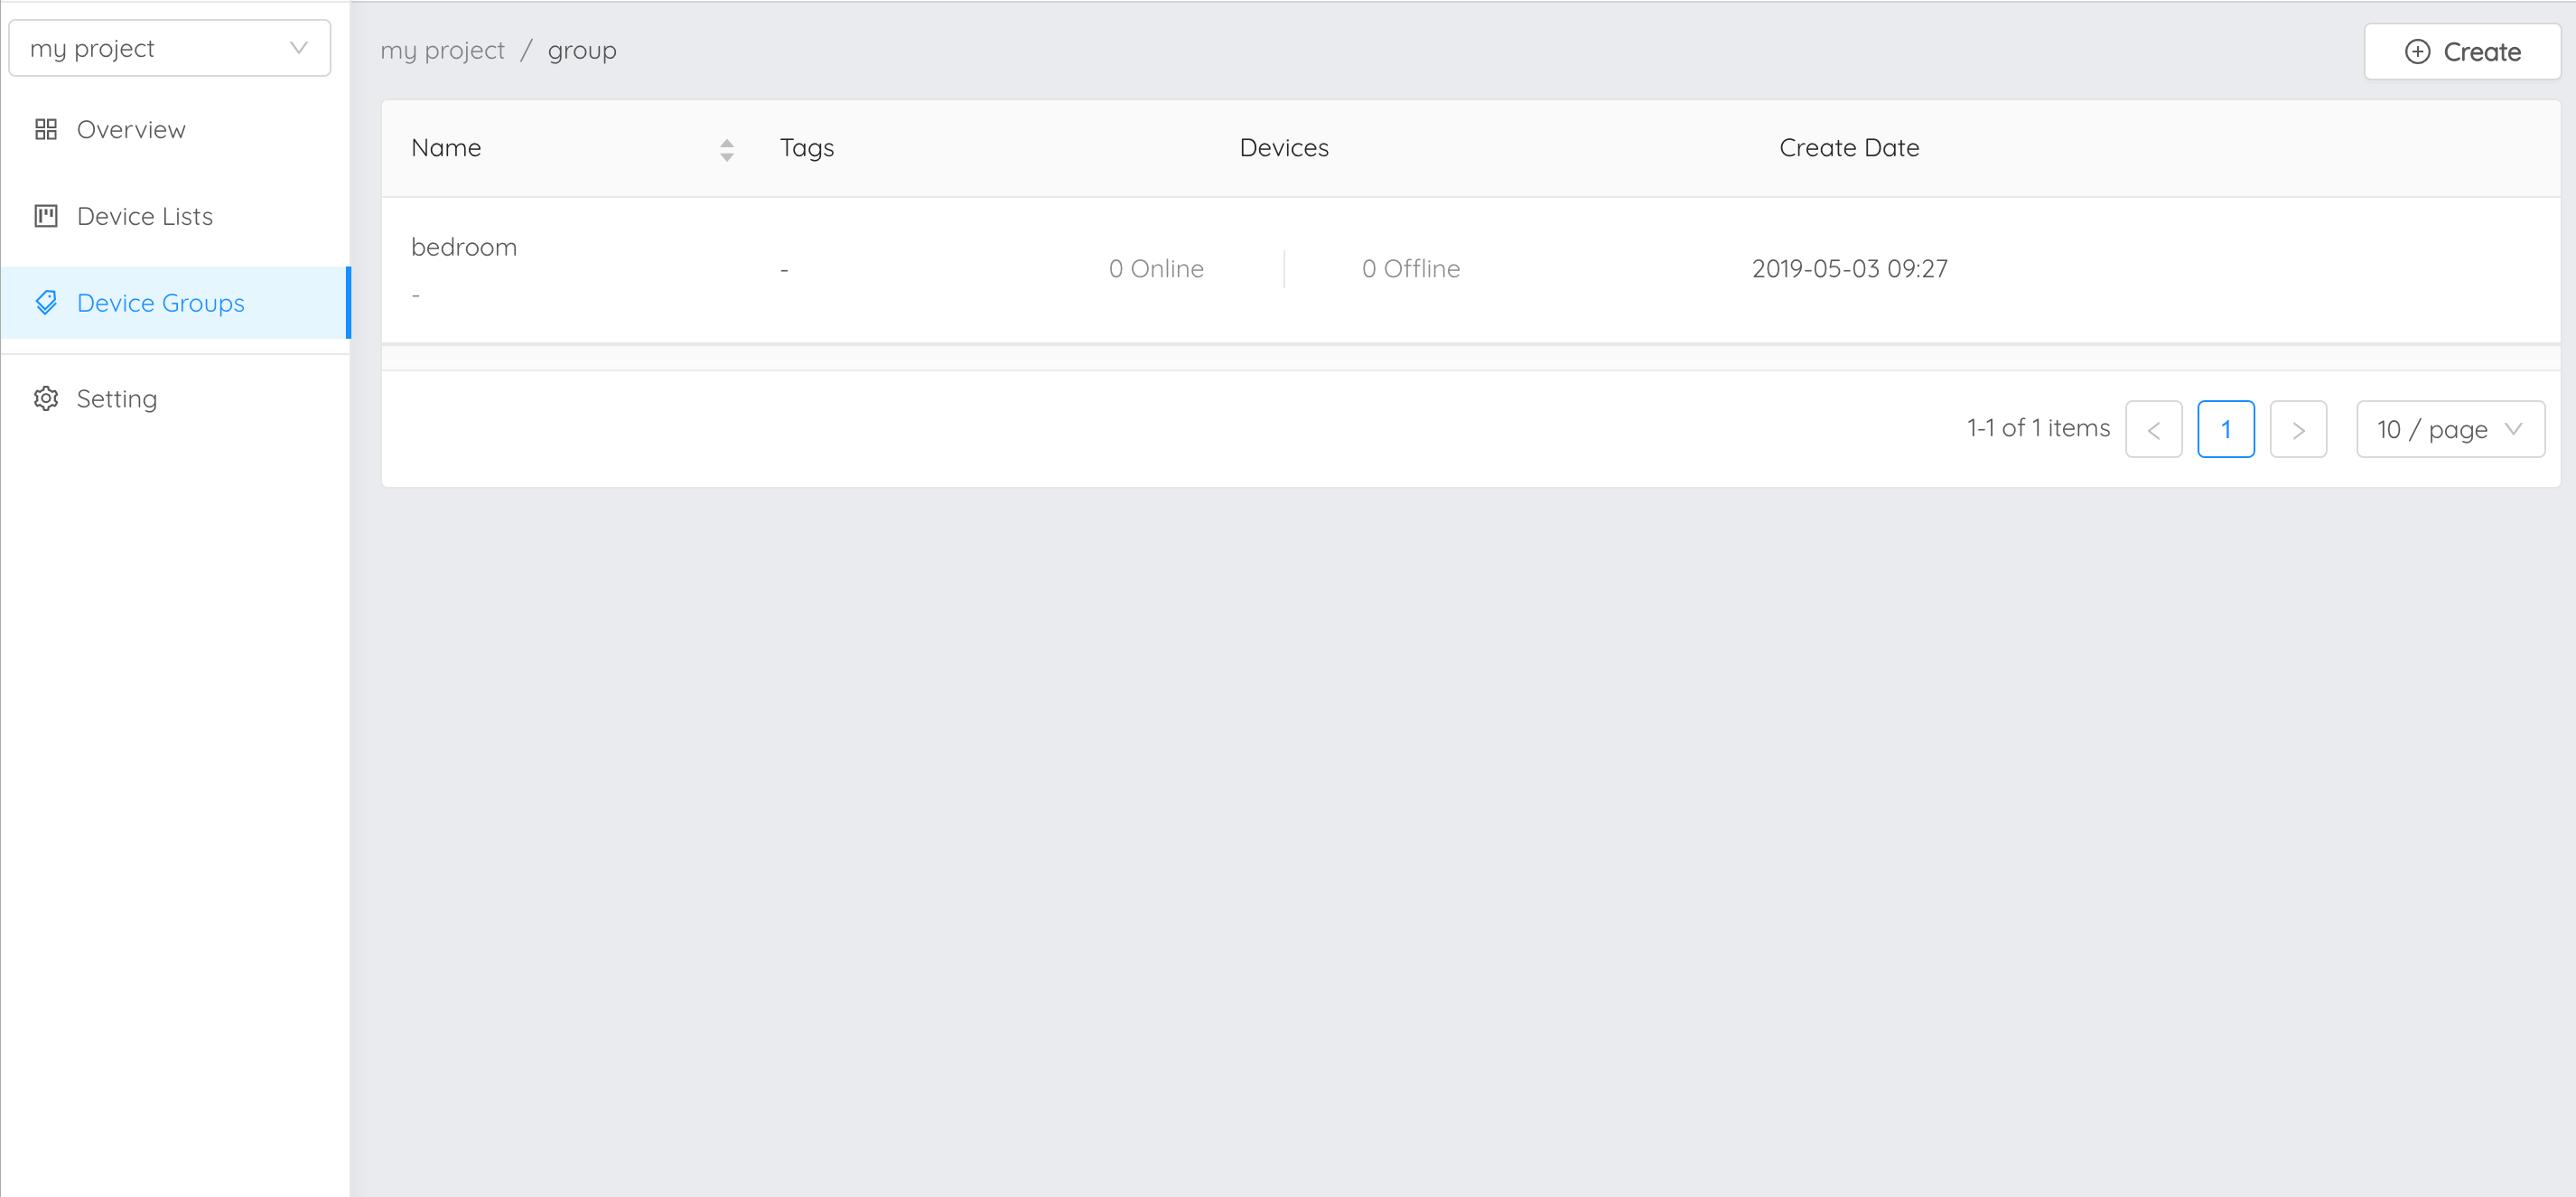 my project
Overview
Device Lists
Device Groups
Setting
my project / group
Create
Name Tags Devices Create Date
bedroom
-
-
0 Online 0 Offline
2019-05-03 09:27
1-1 of 1 items < 1 > 10 / page